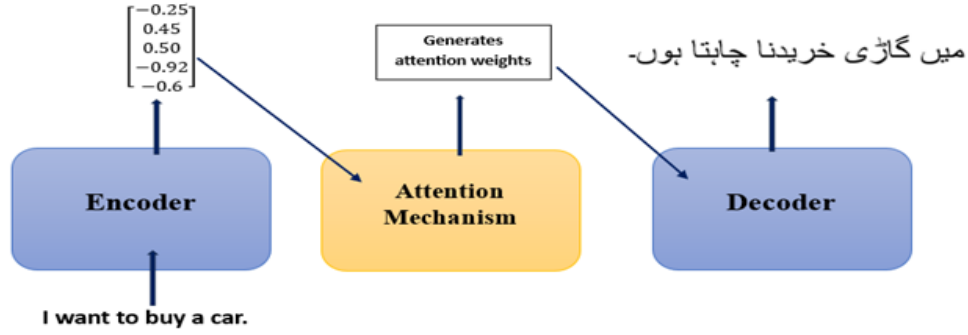 −0.25
0.45
0.50
−0.92
−0.6
Generates
attention weights
میں گاڑی خریدنا چاہتا ہوں۔
Encoder
Attention
Mechanism
Decoder
I want to buy a car.